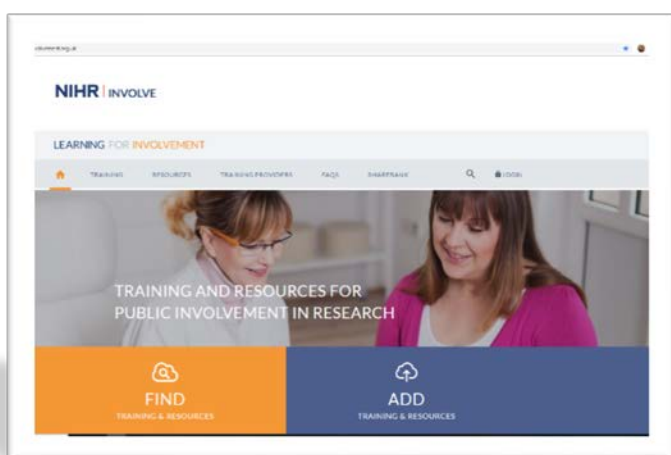 NIHR | INVOLVE
LEARNING FOR INVOLVEMENT
TRAINING RESOURCES TRAINING PROVIDERS FAQS SHAREBANK LOGIN
TRAINING AND RESOURCES FOR
PUBLIC INVOLVEMENT IN RESEARCH
FIND
TRAINING & RESOURCES
ADD
TRAINING & RESOURCES